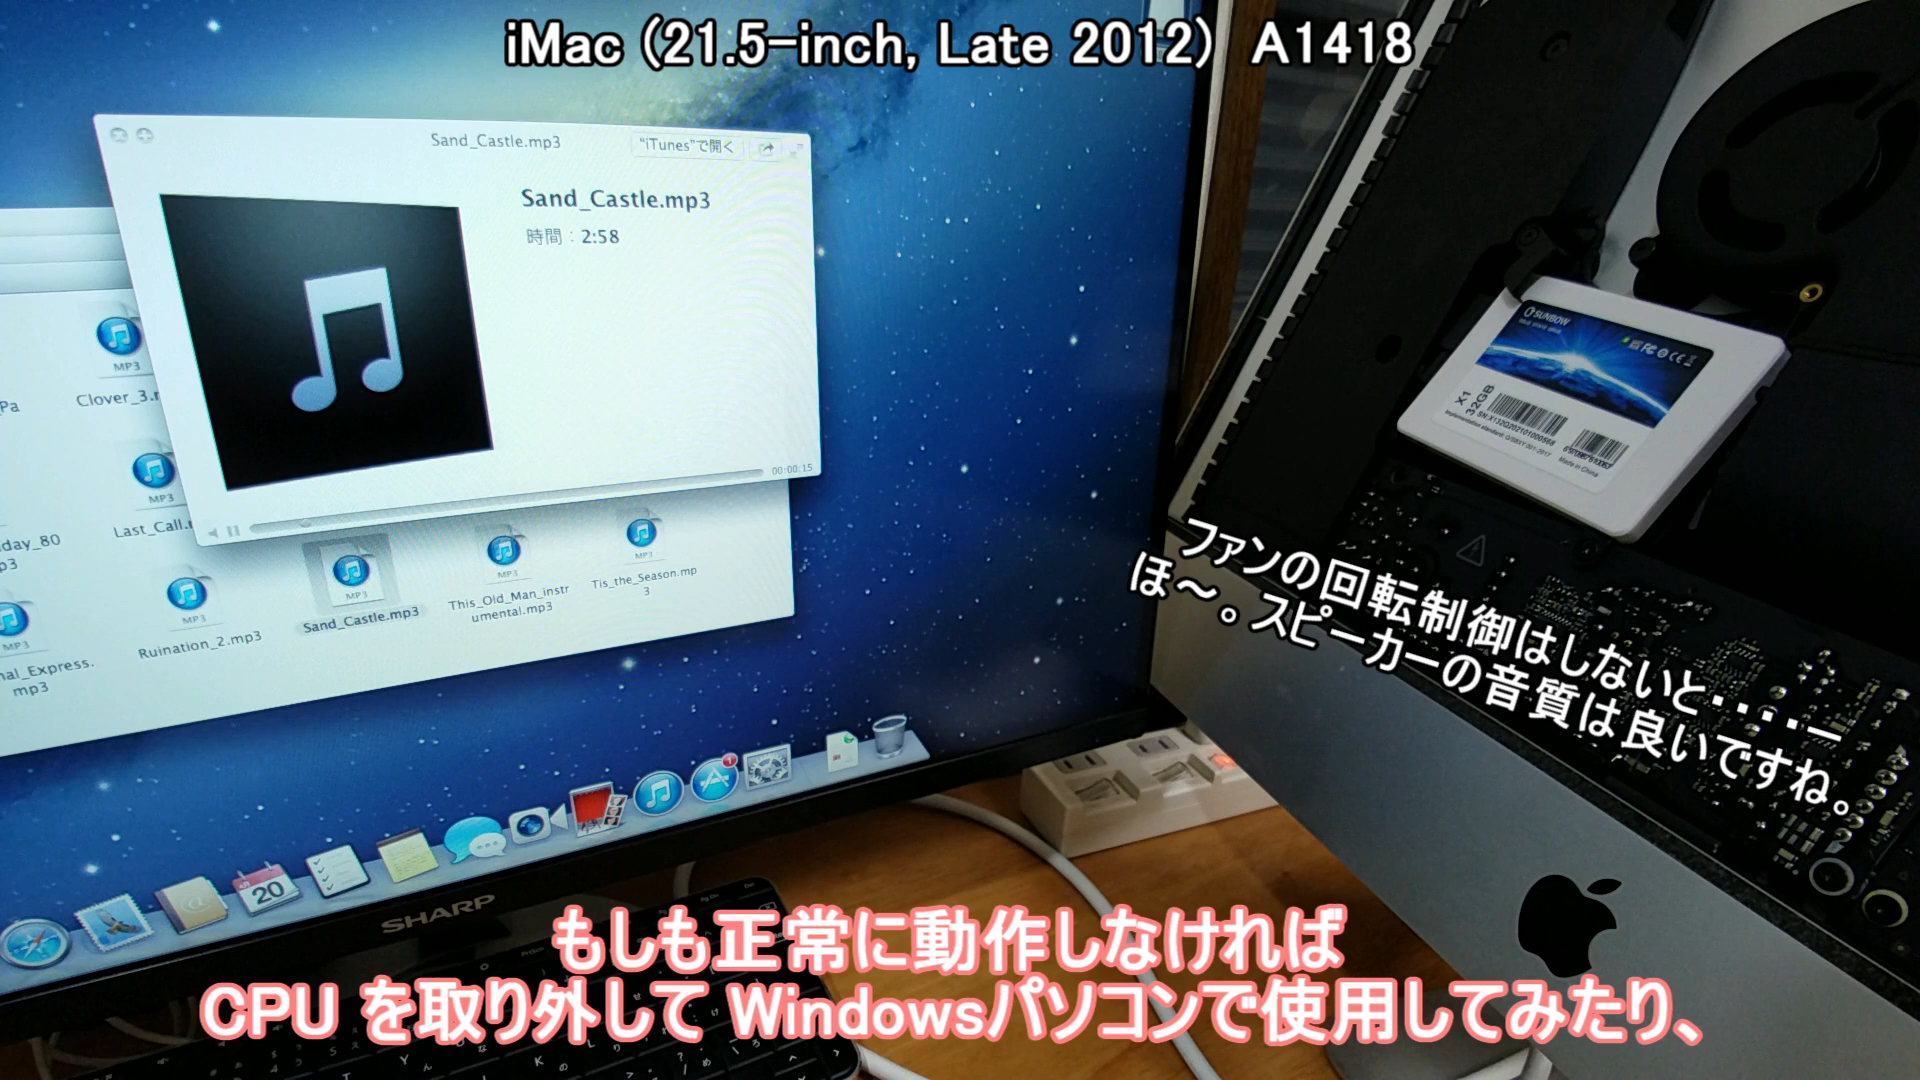 iMac (21.5-inch, Late 2012) A1418
Sand_Castle.mp3
"iTunes"で開く
Sand_Castle.mp3
時間：2:58
00:00:15
MP3
Clover_3.
Pa
MP3
Last_Call.
day_80
p3
MP3
nal_Express.
mp3
MP3
Ruination_2.mp3
MP3
Sand_Castle.mp3
MP3
This_Old_Man_instr
umental.mp3
MP3
Tis_the_Season.mp
3
SUNBOW
X1
32GB
Made in China
ファンの回転制御はしないと・・・・ー
ほ～。スピーカーの音質は良いですね。
20
1
SHARP
もしも正常に動作しなければ
CPU を取り外して Windowsパソコンで使用してみたり、